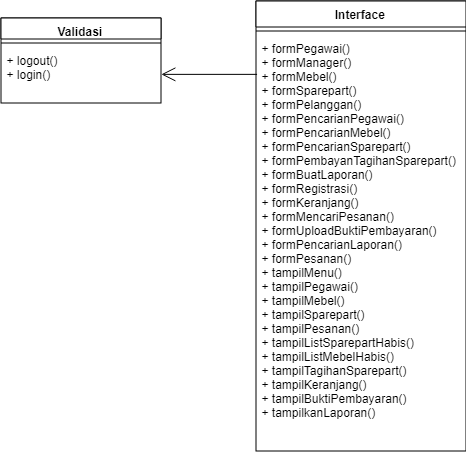 Validasi
+ logout()
+ login()
Interface
+ formPegawai()
+ formManager()
+ formMebel()
+ formSparepart()
+ formPelanggan()
+ formPencarianPegawai()
+ formPencarianMebel()
+ formPencarianSparepart()
+ formPembayanTagihanSparepart()
+ formBuatLaporan()
+ formRegistrasi()
+ formKeranjang()
+ formMencariPesanan()
+ formUploadBuktiPembayaran()
+ formPencarianLaporan()
+ formPesanan()
+ tampilMenu()
+ tampilPegawai()
+ tampilMebel()
+ tampilSparepart()
+ tampilPesanan()
+ tampilListSparepartHabis()
+ tampilListMebelHabis()
+ tampilTagihanSparepart()
+ tampilKeranjang()
+ tampilBuktiPembayaran()
+ tampilkanLaporan()